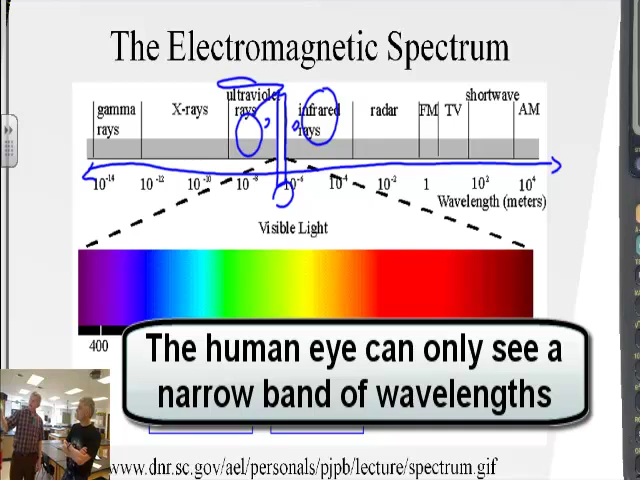 The Electromagnetic Spectrum
gamma rays
X-rays
ultraviolet rays
infrared rays
radar
FM
TV
shortwave
AM
10-14 10-12 10-10 10-8 10-6 10-4 10-2 1 102 104
Wavelength (meters)
Visible Light
400
The human eye can only see a
narrow band of wavelengths
www.dnr.sc.gov/ael/personals/pjpb/lecture/spectrum.gif